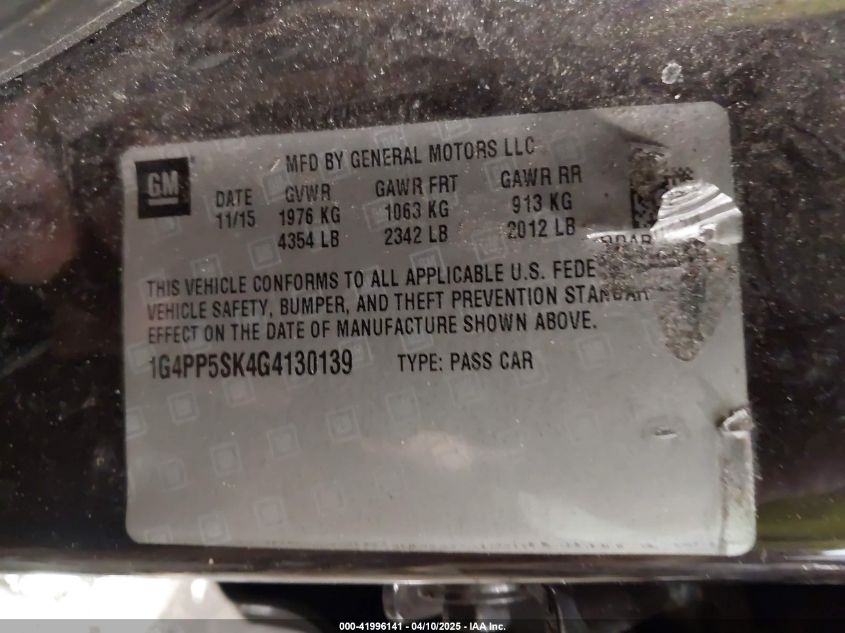 GM
MFD BY GENERAL MOTORS LLC
DATE GVWR GAWR FRT GAWR RR
11/15 1976 KG 1063 KG 913 KG
4354 LB 2342 LB 2012 LB
THIS VEHICLE CONFORMS TO ALL APPLICABLE U.S. FEDE
VEHICLE SAFETY, BUMPER, AND THEFT PREVENTION STANDAR
EFFECT ON THE DATE OF MANUFACTURE SHOWN ABOVE.
1G4PP5SK4G4130139 TYPE: PASS CAR
000-41996141 - 04/10/2025 - IAA Inc.